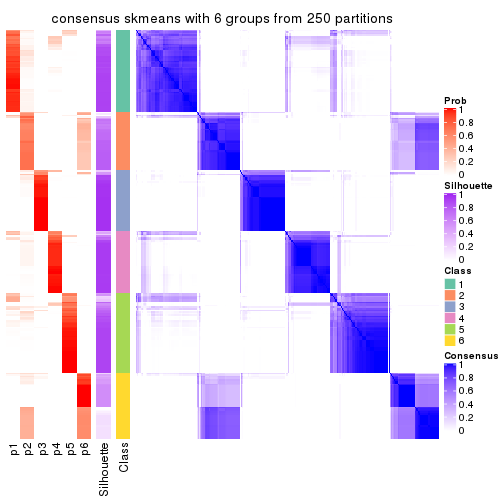 consensus skmeans with 6 groups from 250 partitions
Prob
1
0.8
0.6
0.4
0.2
0
Silhouette
1
0.8
0.6
0.4
0.2
0
Class
1
2
3
4
5
6
Consensus
1
0.8
0.6
0.4
0.2
0
p1
p2
p3
p4
p5
p6
Silhouette
Class